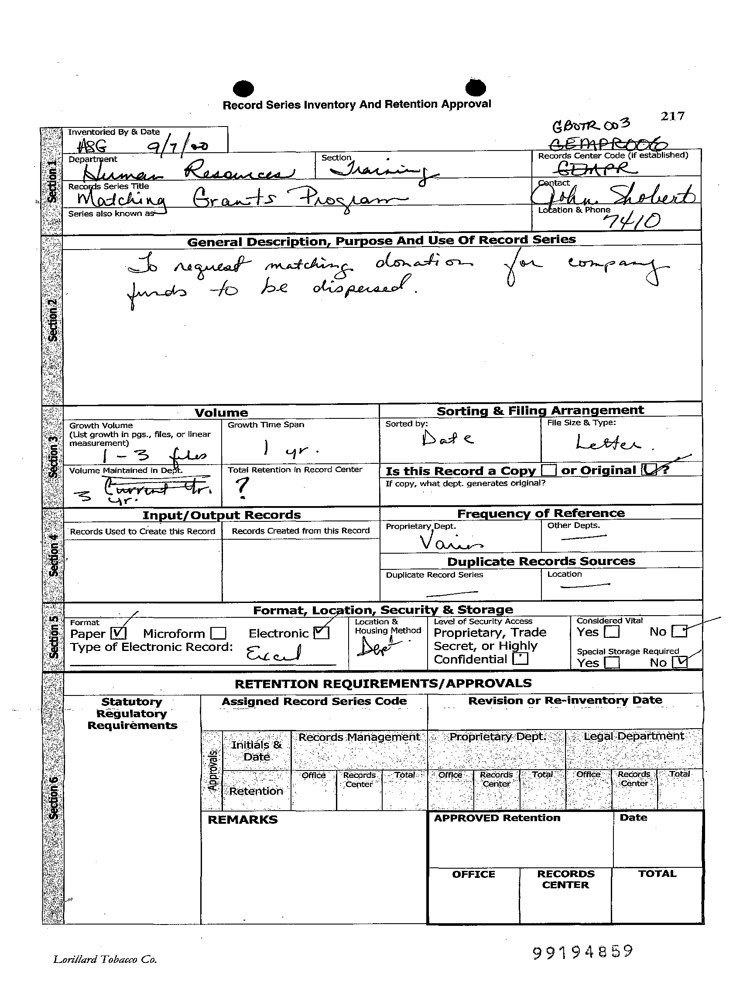 217
Record Series Inventory And Retention Approval
GBOTR 003
GEMPR006
Inventoried By & Date
9/7/00
Records Center Code (if established)
GEMPR
Department
Human Resources
Section
Training
Contact
John Shobert
Records Series Title
Matching Grants Program
Location & Phone
7410
Series also known as
Section 1
General Description, Purpose And Use Of Record Series
To request matching donation for company
funds to be dispersed.
Section 2
Volume
Sorting & Filing Arrangement
Growth Volume
(List growth in pgs., files, or linear
measurement)
1 - 3 files
Growth Time Span
1 yr.
Sorted by:
Date
File Size & Type:
Letter.
Volume Maintained in Dept.
Current Yr.
3 yr.
Total Retention in Record Center
?
Is this Record a Copy or Original ?
If copy, what dept. generates original?
Section 3
Input/Output Records
Frequency of Reference
Records Used to Create this Record
Records Created from this Record
Proprietary Dept.
Varies
Other Depts.
Duplicate Records Sources
Duplicate Record Series
Location
Section 4
Format, Location, Security & Storage
Format
Paper Microform Electronic
Type of Electronic Record: Excel
Location &
Housing Method
Dept.
Level of Security Access
Proprietary, Trade
Secret, or Highly
Confidential
Considered Vital
Yes No
Special Storage Required
Yes No
Section 5
RETENTION REQUIREMENTS/APPROVALS
Statutory
Regulatory
Requirements
Assigned Record Series Code
Revision or Re-inventory Date
Approvals
Initials &
Date
Records Management
Proprietary Dept.
Legal Department
Retention
Office
Records
Center
Total
Office
Records
Center
Total
Office
Records
Center
Total
Section 6
REMARKS
APPROVED Retention
Date
OFFICE
RECORDS
CENTER
TOTAL
Lorillard Tobacco Co.
99194859